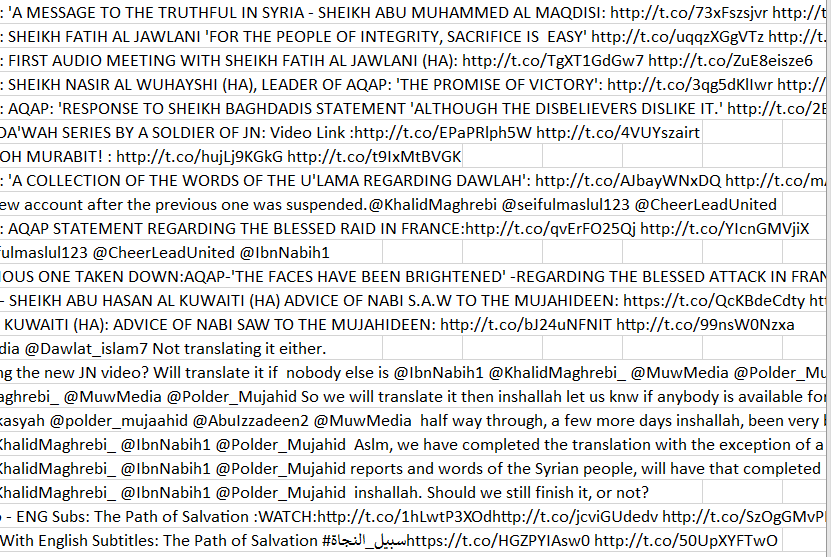 : 'A MESSAGE TO THE TRUTHFUL IN SYRIA - SHEIKH ABU MUHAMMED AL MAQDISI: http://t.co/73xFszsjvr http://t
: SHEIKH FATIH AL JAWLANI 'FOR THE PEOPLE OF INTEGRITY, SACRIFICE IS  EASY' http://t.co/uqqzXGgVTz http://t.
: FIRST AUDIO MEETING WITH SHEIKH FATIH AL JAWLANI (HA): http://t.co/TgXT1GdGw7 http://t.co/ZuE8eisze6
: SHEIKH NASIR AL WUHAYSHI (HA), LEADER OF AQAP: 'THE PROMISE OF VICTORY': http://t.co/3qg5dKlIwr http://
: AQAP: 'RESPONSE TO SHEIKH BAGHDADIS STATEMENT 'ALTHOUGH THE DISBELIEVERS DISLIKE IT.' http://t.co/2E
DA'WAH SERIES BY A SOLDIER OF JN: Video Link :http://t.co/EPaPRlph5W http://t.co/4VUYszairt
OH MURABIT! : http://t.co/hujLj9KGkG http://t.co/t9IxMtBVGK
: 'A COLLECTION OF THE WORDS OF THE U'LAMA REGARDING DAWLAH': http://t.co/AJbayWNxDQ http://t.co/m
ew account after the previous one was suspended.@KhalidMaghrebi @seifulmaslul123 @CheerLeadUnited
: AQAP STATEMENT REGARDING THE BLESSED RAID IN FRANCE:http://t.co/qvErFO25Qj http://t.co/YIcnGMVjiX
fulmaslul123 @CheerLeadUnited @IbnNabih1
IOUS ONE TAKEN DOWN:AQAP-'THE FACES HAVE BEEN BRIGHTENED' -REGARDING THE BLESSED ATTACK IN FRAN
- SHEIKH ABU HASAN AL KUWAITI (HA) ADVICE OF NABI S.A.W TO THE MUJAHIDEEN: https://t.co/QcKBdeCdty ht
KUWAITI (HA): ADVICE OF NABI SAW TO THE MUJAHIDEEN: http://t.co/bJ24uNFNIT http://t.co/99nsW0Nzxa
dia @Dawlat_islam7 Not translating it either.
ng the new JN video? Will translate it if  nobody else is @IbnNabih1 @KhalidMaghrebi_ @MuwMedia @Polder_Mu
aghrebi_ @MuwMedia @Polder_Mujahid So we will translate it then inshallah let us knw if anybody is available for
kasyah @polder_mujaahid @AbuIzzadeen2 @MuwMedia  half way through, a few more days inshallah, been very
KhalidMaghrebi_ @IbnNabih1 @Polder_Mujahid  Aslm, we have completed the translation with the exception of a
KhalidMaghrebi_ @IbnNabih1 @Polder_Mujahid reports and words of the Syrian people, will have that completed
KhalidMaghrebi_ @IbnNabih1 @Polder_Mujahid  inshallah. Should we still finish it, or not?
- ENG Subs: The Path of Salvation :WATCH:http://t.co/1hLwtP3XOdhttp://t.co/jcviGUdedv http://t.co/SzOgGMvP
With English Subtitles: The Path of Salvation #سبيل_النجاةhttps://t.co/HGZPYIAsw0 http://t.co/50UpXYFTwO